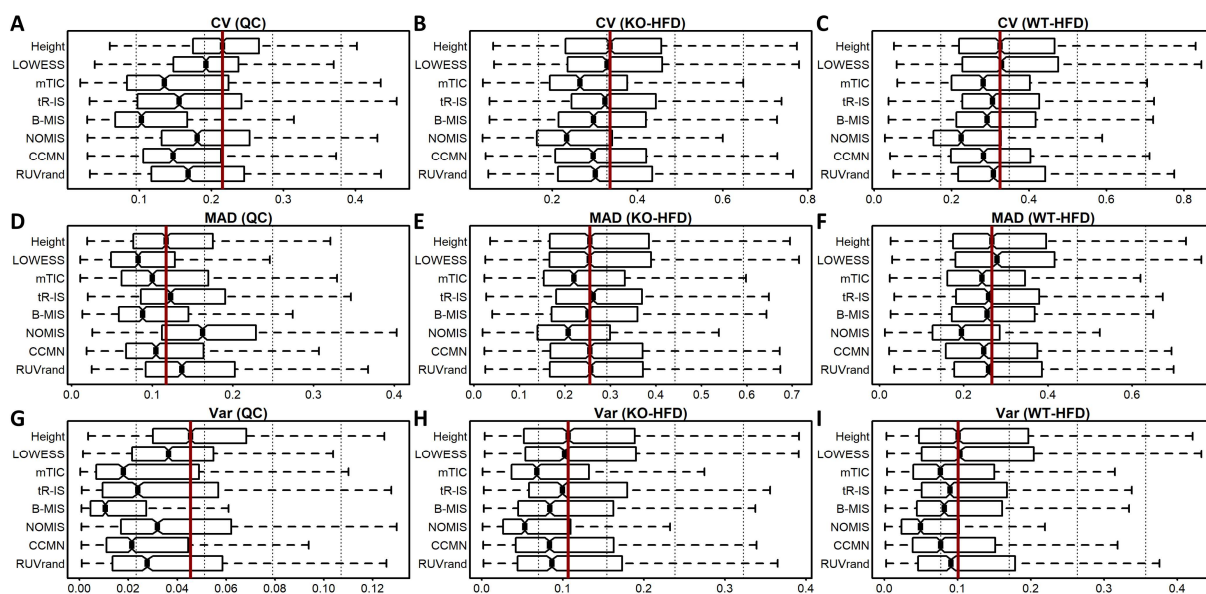 A CV (QC)
Height
LOWESS
mTIC
tR-IS
B-MIS
NOMIS
CCMN
RUVrand
0.1 0.2 0.3 0.4
B CV (KO-HFD)
0.2 0.4 0.6 0.8
Height
LOWESS
mTIC
tR-IS
B-MIS
NOMIS
CCMN
RUVrand
C CV (WT-HFD)
Height
LOWESS
mTIC
tR-IS
B-MIS
NOMIS
CCMN
RUVrand
0.0 0.2 0.4 0.6 0.8
D MAD (QC)
Height
LOWESS
mTIC
tR-IS
B-MIS
NOMIS
CCMN
RUVrand
0.0 0.1 0.2 0.3 0.4
E MAD (KO-HFD)
Height
LOWESS
mTIC
tR-IS
B-MIS
NOMIS
CCMN
RUVrand
0.0 0.1 0.2 0.3 0.4 0.5 0.6 0.7
F MAD (WT-HFD)
Height
LOWESS
mTIC
tR-IS
B-MIS
NOMIS
CCMN
RUVrand
0.0 0.2 0.4 0.6
G Var (QC)
Height
LOWESS
mTIC
tR-IS
B-MIS
NOMIS
CCMN
RUVrand
0.00 0.02 0.04 0.06 0.08 0.10 0.12
H Var (KO-HFD)
Height
LOWESS
mTIC
tR-IS
B-MIS
NOMIS
CCMN
RUVrand
0.0 0.1 0.2 0.3 0.4
I Var (WT-HFD)
Height
LOWESS
mTIC
tR-IS
B-MIS
NOMIS
CCMN
RUVrand
0.0 0.1 0.2 0.3 0.4